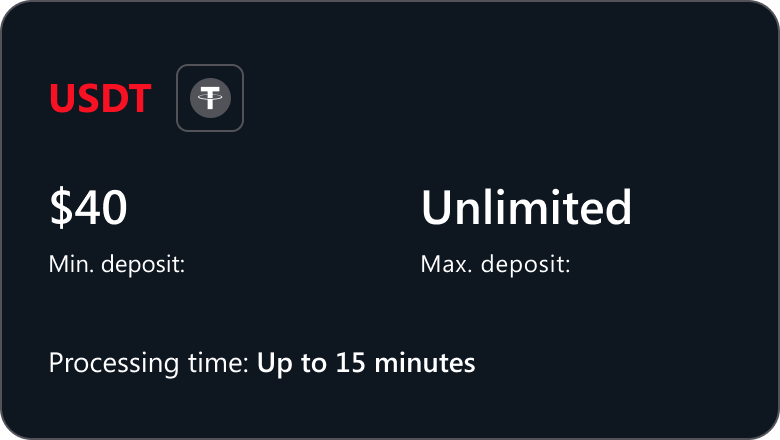 USDT
$40
Min. deposit:
Unlimited
Max. deposit:
Processing time: Up to 15 minutes